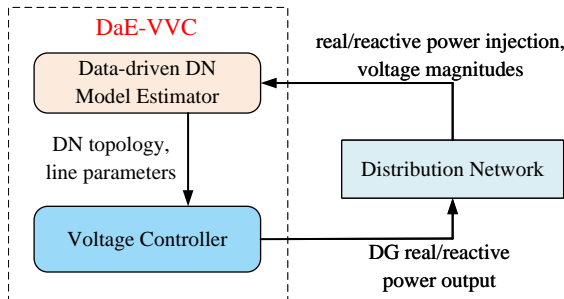 DaE-VVC
Data-driven DN
Model Estimator
DN topology,
line parameters
Voltage Controller
real/reactive power injection,
voltage magnitudes
Distribution Network
DG real/reactive
power output